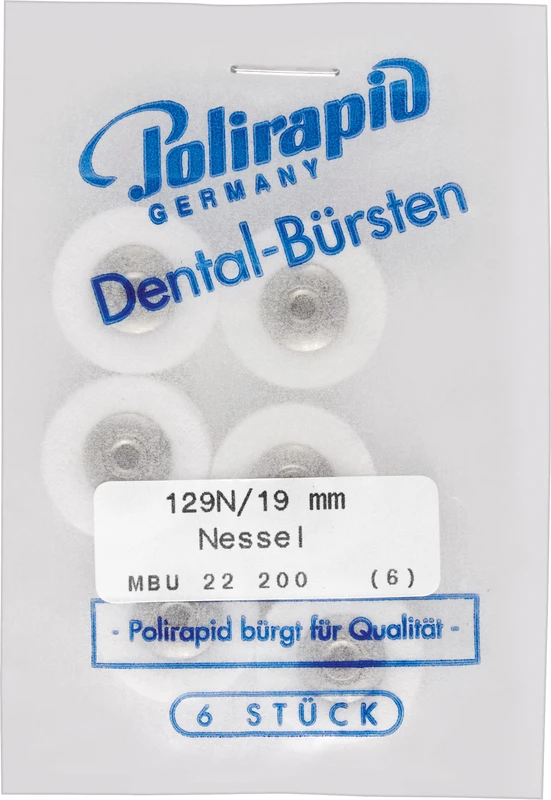 Polirapid
GERMANY
Dental-Bürsten
129N/19 mm
Nessel
MBU 22 200 (6)
- Polirapid bürgt für Qualität -
6 STÜCK